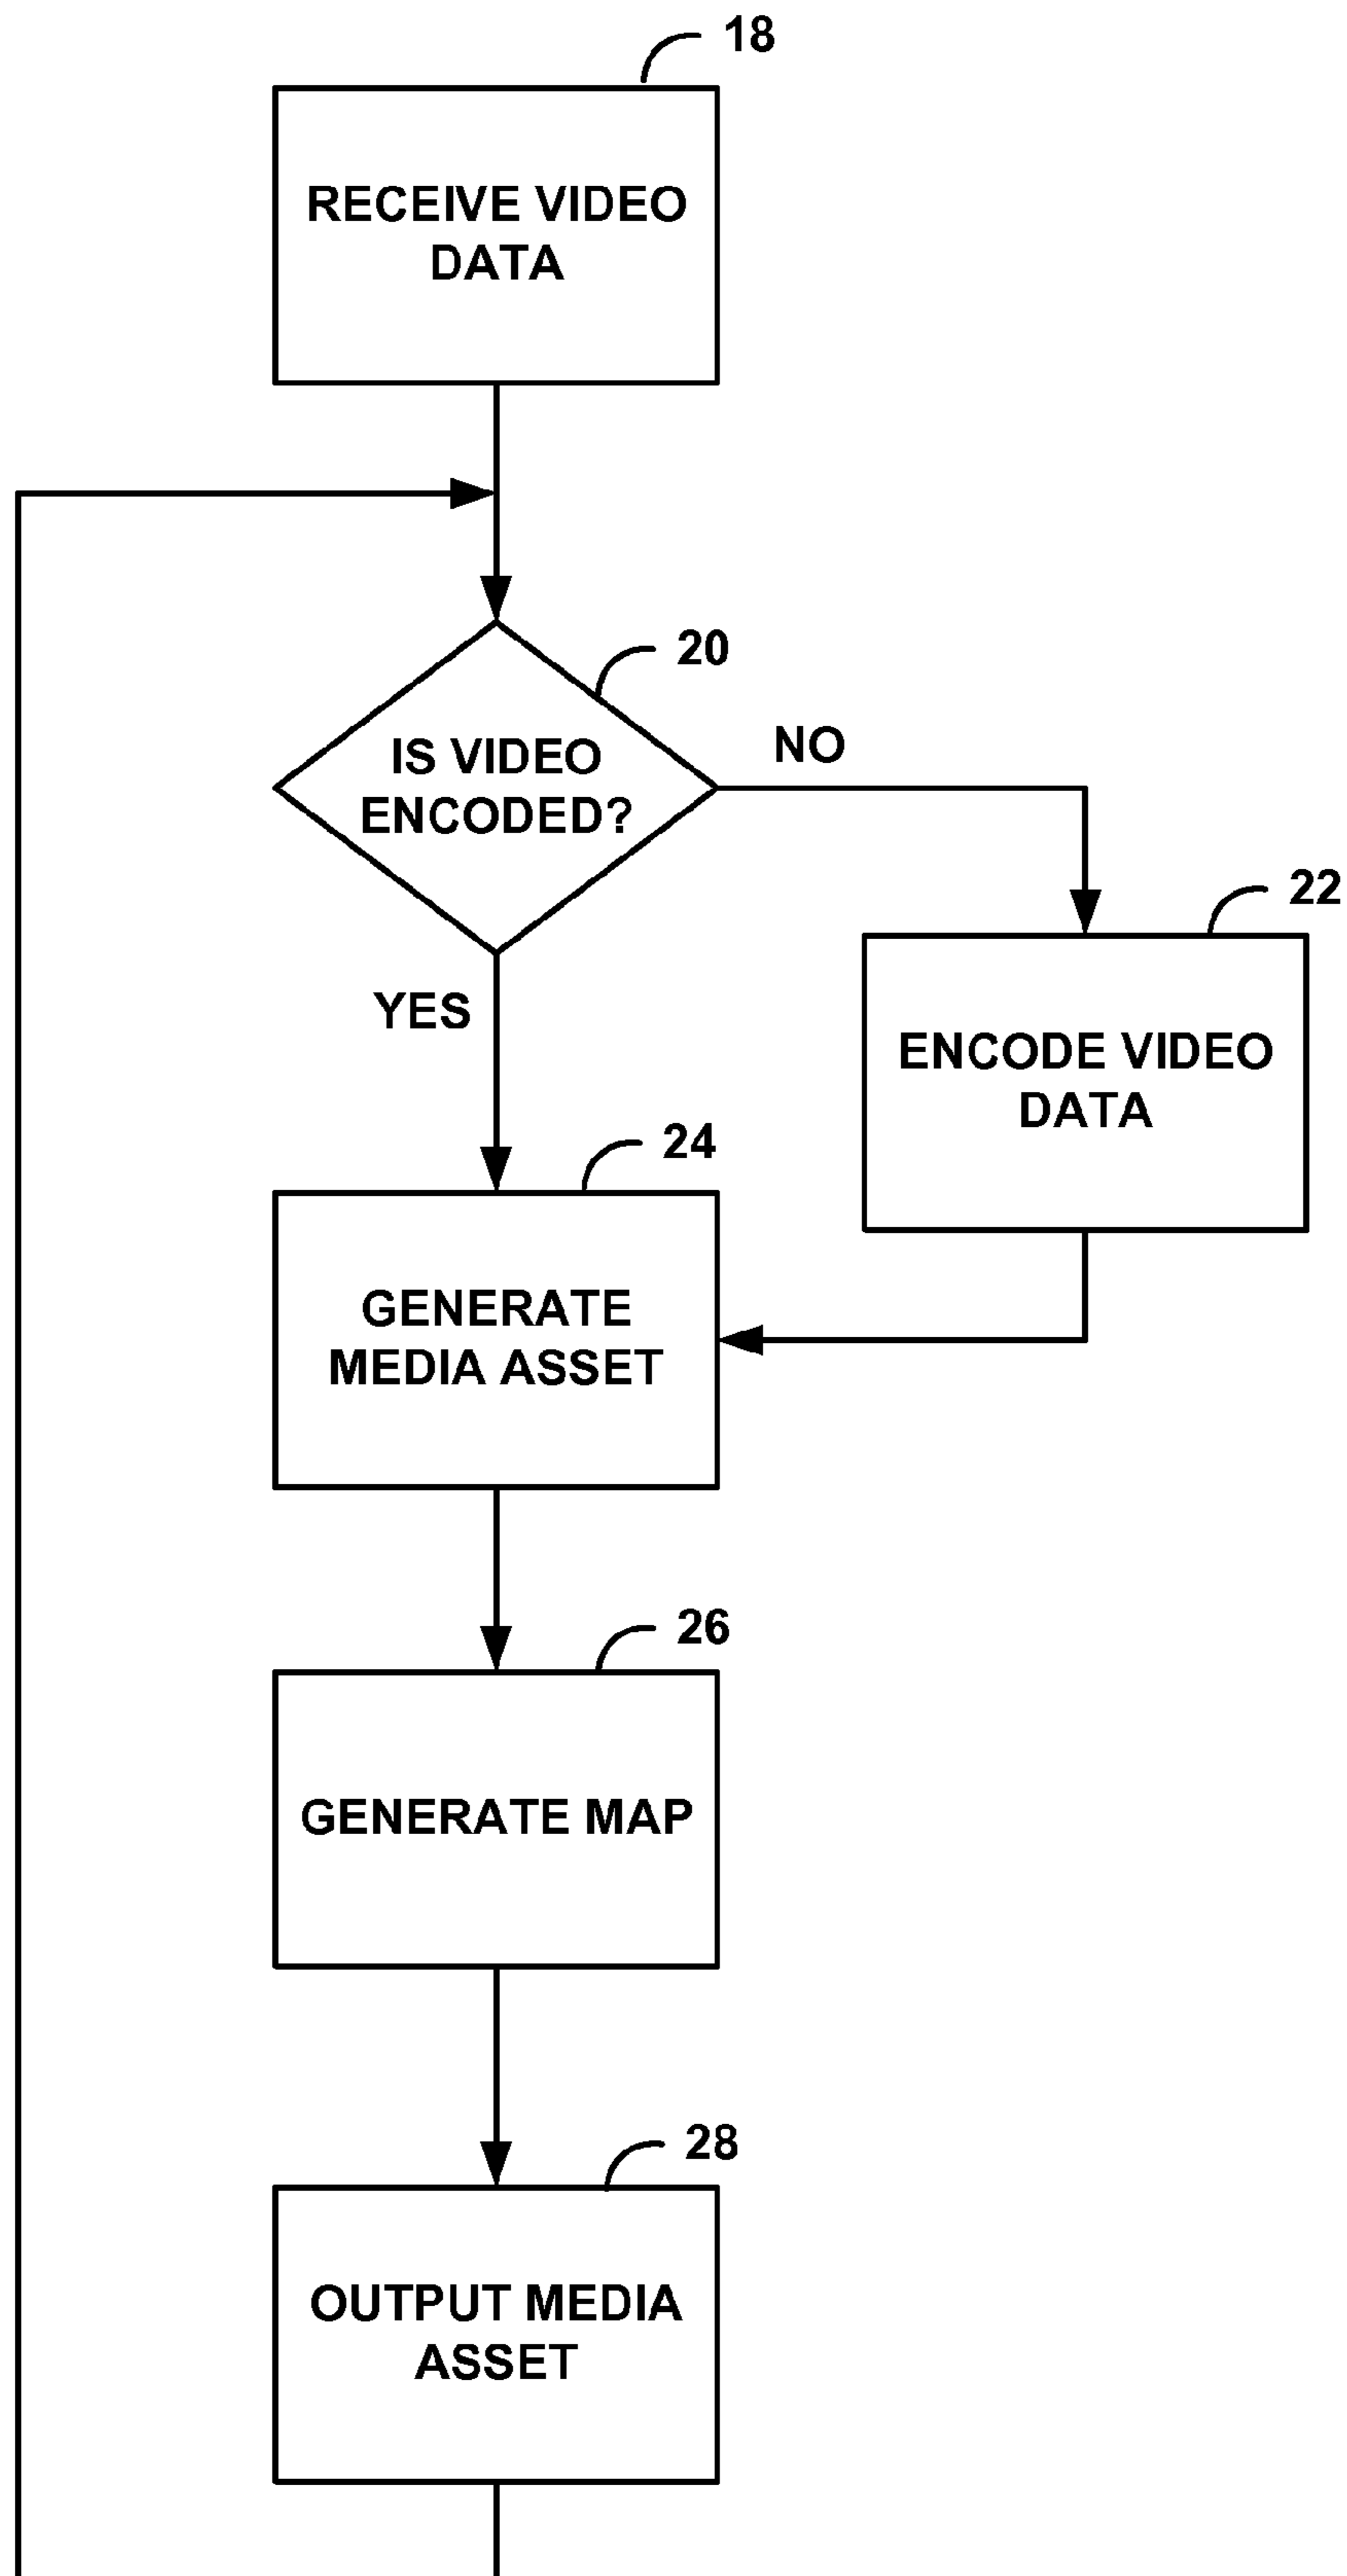 18
RECEIVE VIDEO
DATA
20
IS VIDEO
ENCODED?
NO
22
ENCODE VIDEO
DATA
YES
24
GENERATE
MEDIA ASSET
26
GENERATE MAP
28
OUTPUT MEDIA
ASSET